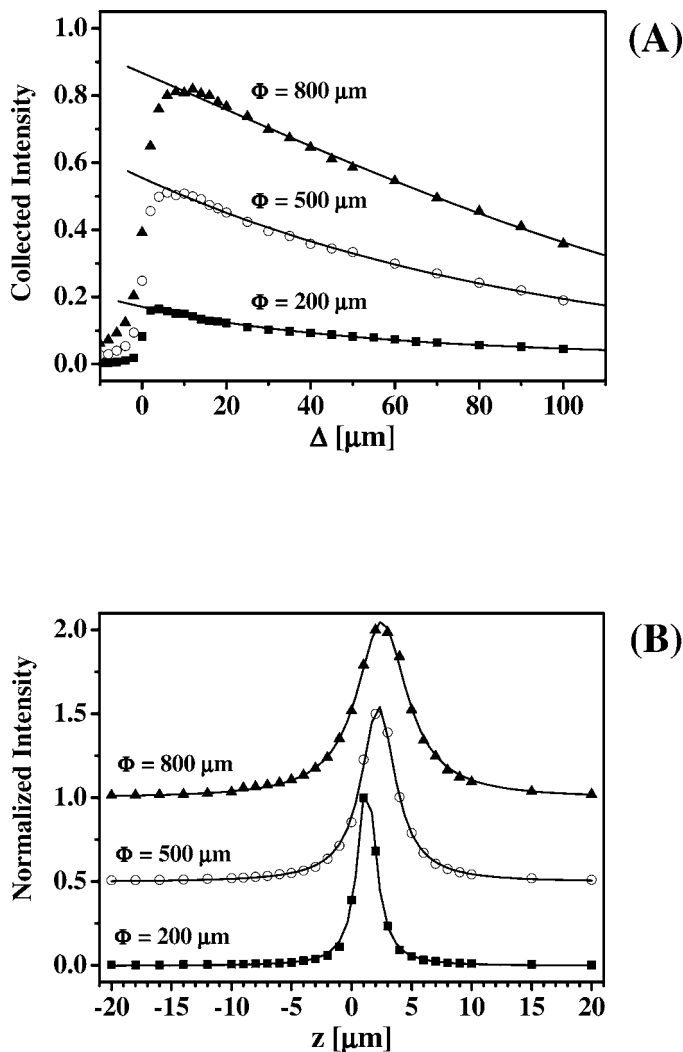 (A)
1.0
0.8
0.6
0.4
0.2
0.0
Collected Intensity
Φ = 800 µm
Φ = 500 µm
Φ = 200 µm
0 20 40 60 80 100
Δ [µm]
(B)
2.0
1.5
1.0
0.5
0.0
Normalized Intensity
Φ = 800 µm
Φ = 500 µm
Φ = 200 µm
-20 -15 -10 -5 0 5 10 15 20
z [µm]